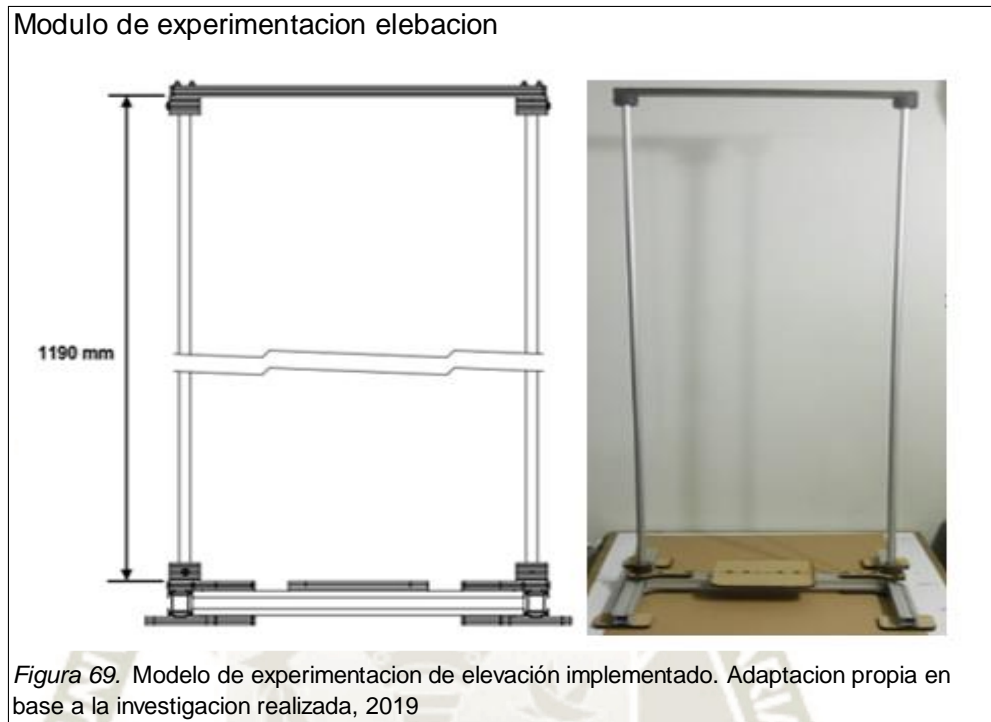 Modulo de experimentacion elebacion
1190 mm
Figura 69. Modelo de experimentacion de elevación implementado. Adaptacion propia en
base a la investigacion realizada, 2019